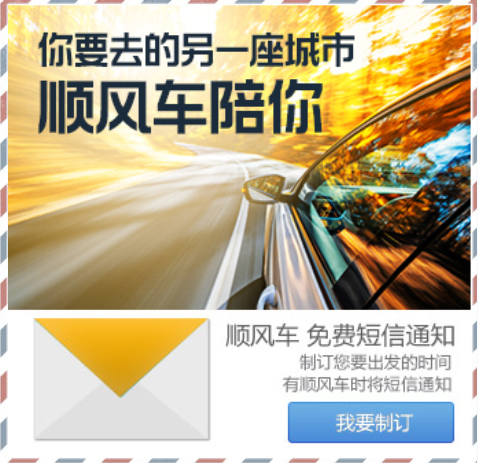 你要去的另一座城市
顺风车陪你
顺风车 免费短信通知
制订您要出发的时间
有顺风车时将短信通知
我要制订